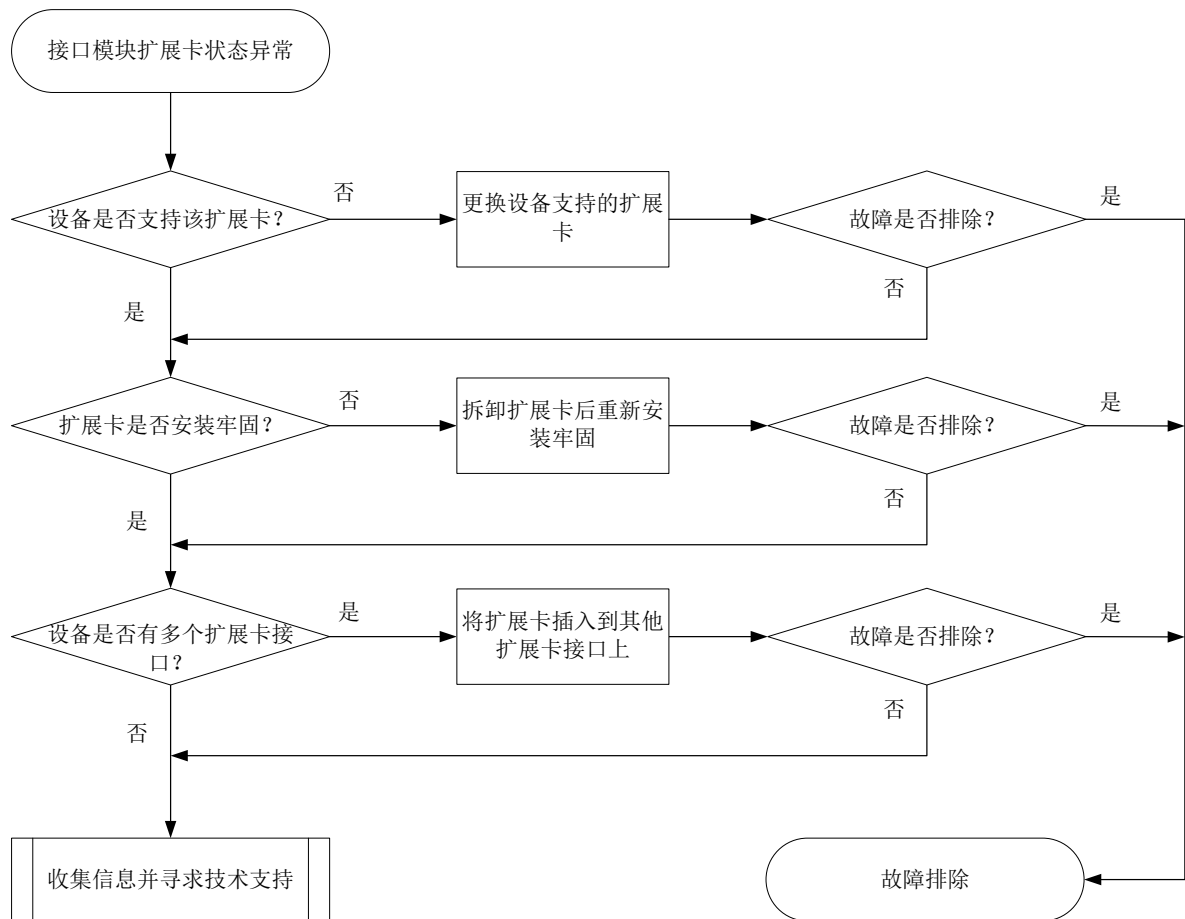 接口模块扩展卡状态异常
设备是否支持该扩展卡？
否
更换设备支持的扩展
卡
故障是否排除？
是
是
否
扩展卡是否安装牢固？
否
拆卸扩展卡后重新安
装牢固
故障是否排除？
是
是
否
设备是否有多个扩展卡接
口？
是
将扩展卡插入到其他
扩展卡接口上
故障是否排除？
是
否
否
收集信息并寻求技术支持
故障排除